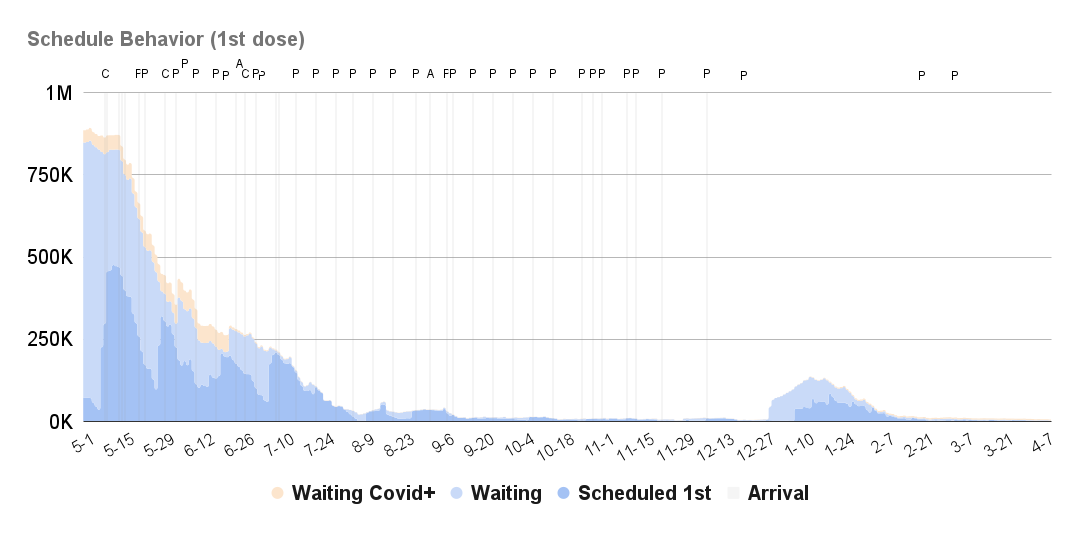 Schedule Behavior (1st dose)
C FP C P P P P P A C P P P P P P P P P A F P P P P P P P P P P P P P P P P
1M
750K
500K
250K
0K
5-1 5-15 5-29 6-12 6-26 7-10 7-24 8-9 8-23 9-6 9-20 10-4 10-18 11-1 11-15 11-29 12-13 12-27 1-10 1-24 2-7 2-21 3-7 3-21 4-7
Waiting Covid+ Waiting Scheduled 1st Arrival